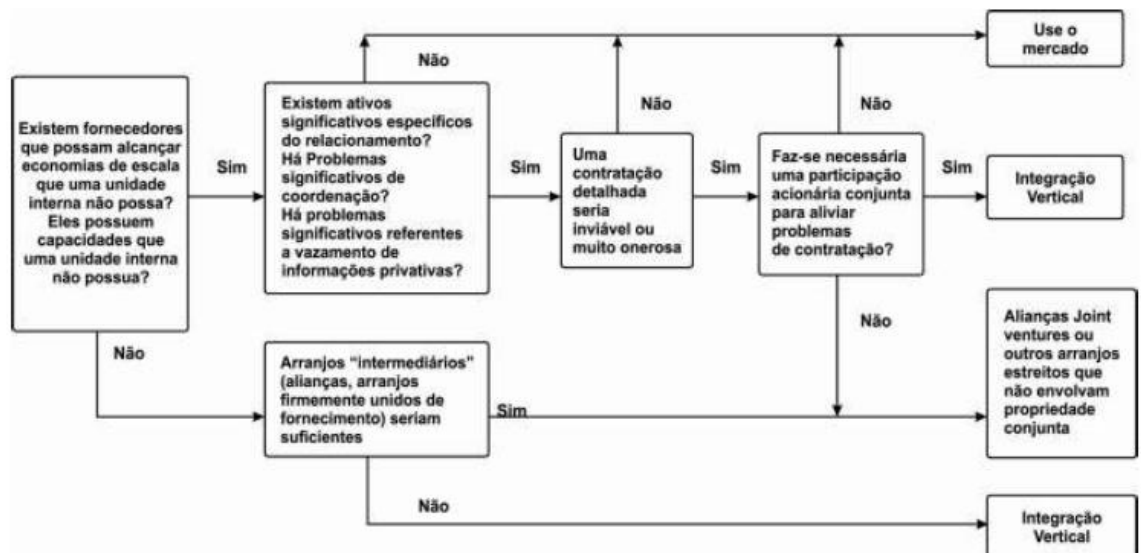 Existem fornecedores
que possam alcançar
economias de escala
que uma unidade
interna não possa?
Eles possuem
capacidades que
uma unidade interna
não possua?
Sim
Não
Existem ativos
significativos específicos
do relacionamento?
Há Problemas
significativos de
coordenação?
Há problemas
significativos referentes
a vazamento de
informações privativas?
Não
Sim
Uma
contratação
detalhada
seria
inviável ou
muito onerosa
Não
Sim
Faz-se necessária
uma participação
acionária conjunta
para aliviar
problemas
de contratação?
Não
Sim
Não
Use o
mercado
Integração
Vertical
Arranjos “intermediários”
(alianças, arranjos
firmemente unidos de
fornecimento) seriam
suficientes
Sim
Não
Alianças Joint
ventures ou
outros arranjos
estreitos que
não envolvam
propriedade
conjunta
Integração
Vertical